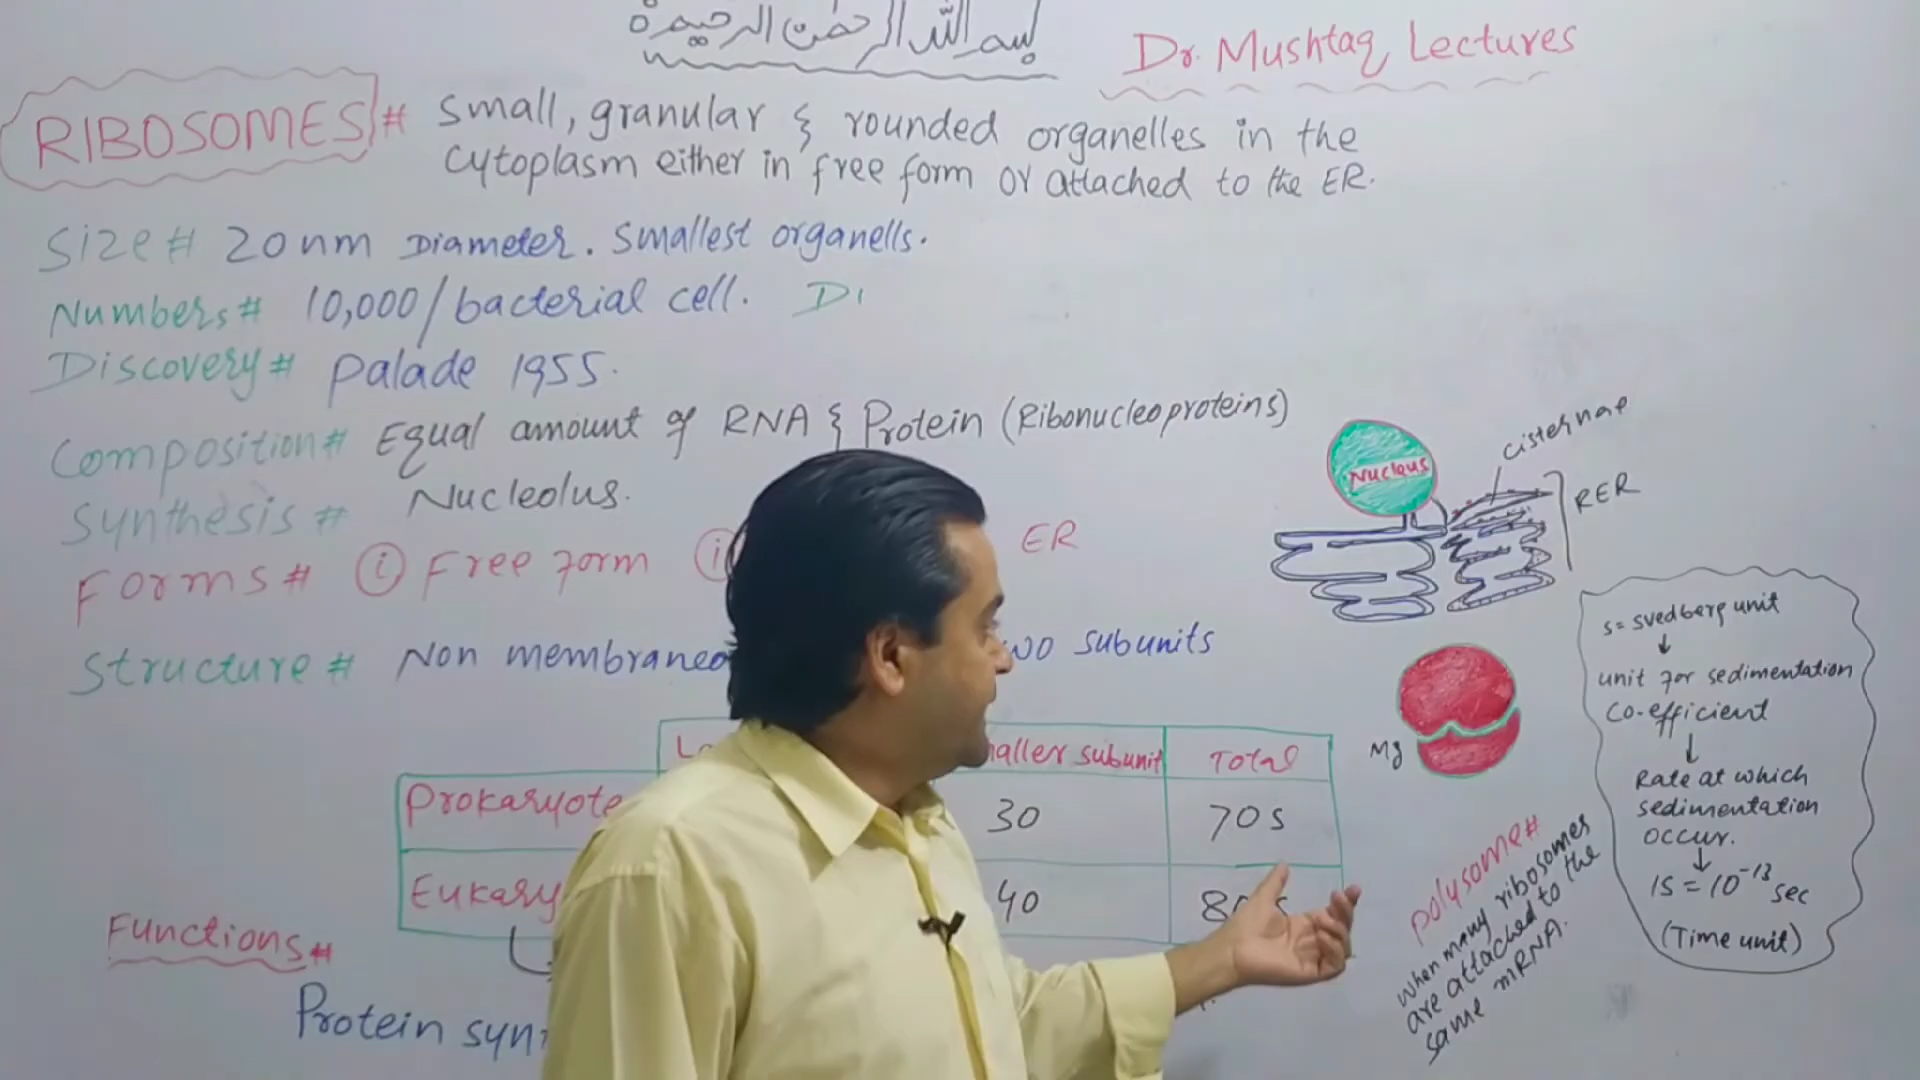 بسم الله الرحمن الرحيم
Dr. Mushtaq Lectures
RIBOSOMES # Small, granular & rounded organelles in the
cytoplasm either in free form or attached to the ER.
Size # 20nm Diameter. Smallest organells.
Numbers # 10,000/bacterial cell.
Discovery # Palade 1955.
Composition # Equal amount of RNA & Protein (Ribonucleoproteins)
Synthesis # Nucleolus.
Forms # (i) Free form ER
Structure # Non subunits
smaller subunit Total
Prokaryote 30 70s
40
Functions #
Protein
Nucleus
cisternae
RER
Mg
Polysome #
when many ribosomes
are attached to the
same mRNA.
S = svedberg unit
↓
unit for sedimentation
co-efficient
↓
Rate at which
sedimentation
occur.
↓
1S = 10⁻¹³ sec
(Time unit)